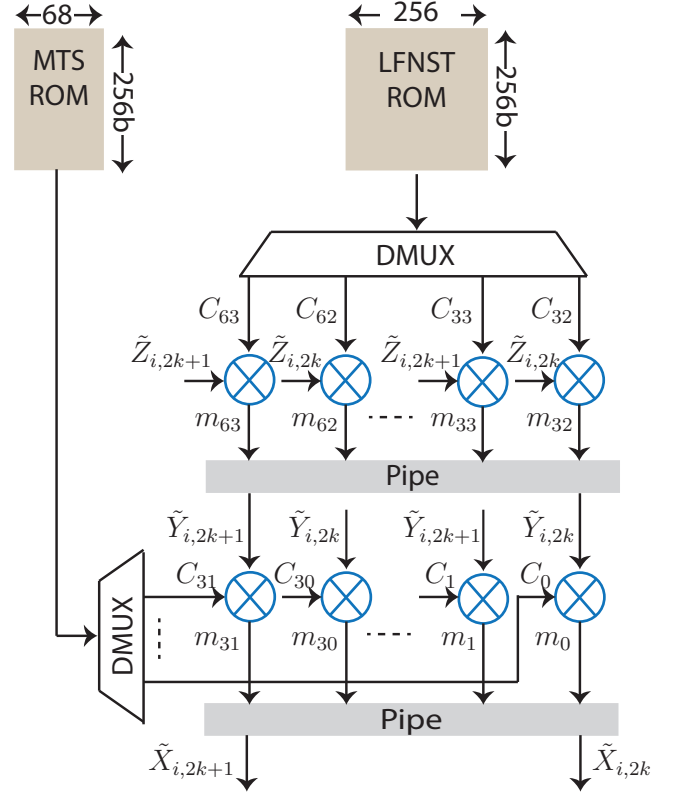 68
256
MTS
ROM
256b
LFNST
ROM
256b
DMUX
C₆₃ C₆₂ C₃₃ C₃₂
Z̃ᵢ,₂ₖ₊₁ Z̃ᵢ,₂ₖ Z̃ᵢ,₂ₖ₊₁ Z̃ᵢ,₂ₖ
m₆₃ m₆₂ m₃₃ m₃₂
Pipe
Ỹᵢ,₂ₖ₊₁ Ỹᵢ,₂ₖ Ỹᵢ,₂ₖ₊₁ Ỹᵢ,₂ₖ
C₃₁ C₃₀ C₁ C₀
DMUX
m₃₁ m₃₀ m₁ m₀
Pipe
X̃ᵢ,₂ₖ₊₁ X̃ᵢ,₂ₖ